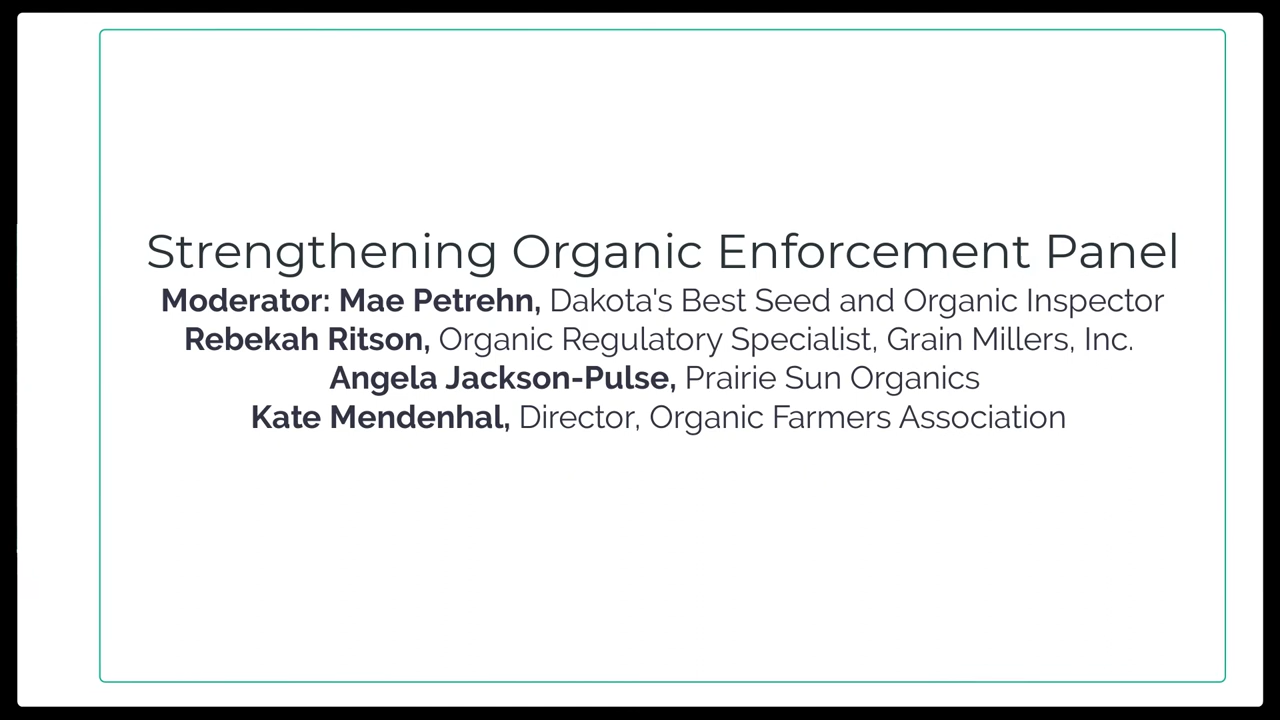 Strengthening Organic Enforcement Panel
Moderator: Mae Petrehn, Dakota's Best Seed and Organic Inspector
Rebekah Ritson, Organic Regulatory Specialist, Grain Millers, Inc.
Angela Jackson-Pulse, Prairie Sun Organics
Kate Mendenhal, Director, Organic Farmers Association